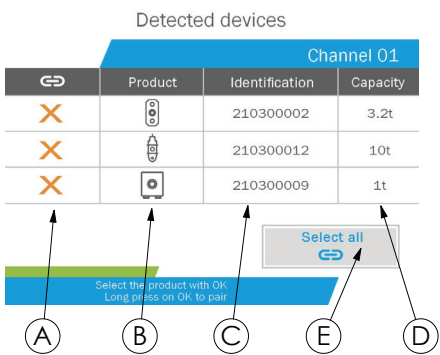 Detected devices
Channel 01
Product Identification Capacity
210300002 3.2t
210300012 10t
210300009 1t
Select all
Select the product with OK
Long press on OK to pair
A B C E D